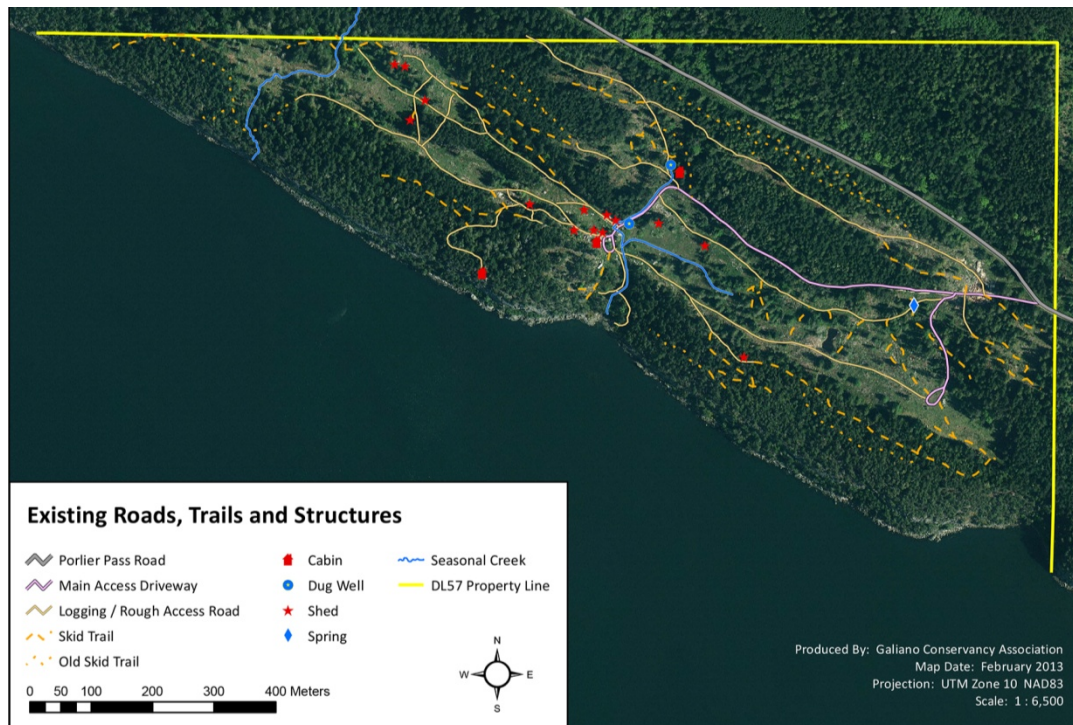 Existing Roads, Trails and Structures
Porlier Pass Road
Main Access Driveway
Logging / Rough Access Road
Skid Trail
Old Skid Trail
Cabin
Dug Well
Shed
Spring
Seasonal Creek
DL57 Property Line
0 50 100 200 300 400 Meters
N
W E
S
Produced By: Galiano Conservancy Association
Map Date: February 2013
Projection: UTM Zone 10 NAD83
Scale: 1 : 6,500